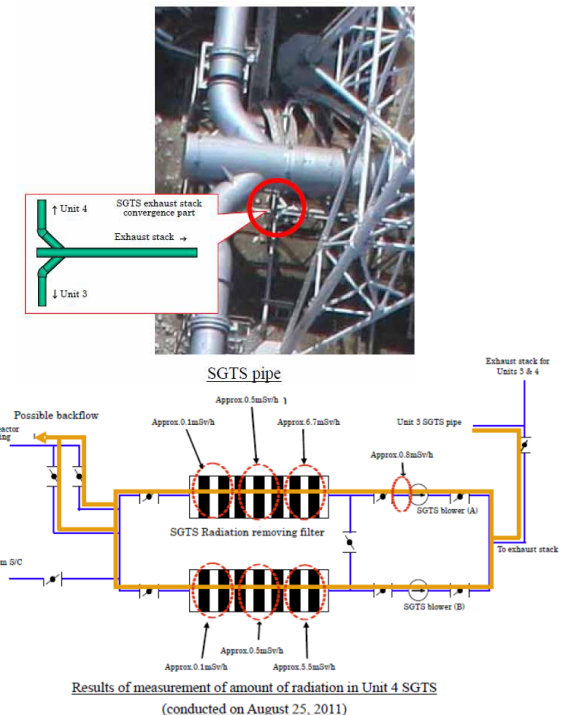 ↑ Unit 4
SGTS exhaust stack
convergence part
Exhaust stack →
↓ Unit 3
SGTS pipe
Exhaust stack for
Units 3 & 4
Approx.0.5mSv/h
Possible backflow
Approx.0.1mSv/h
Approx.6.7mSv/h
Unit 3 SGTS pipe
Approx.0.8mSv/h
SGTS blower (A)
SGTS Radiation removing filter
To exhaust stack
S/C
SGTS blower (B)
Approx.0.5mSv/h
Approx.0.1mSv/h
Approx.5.5mSv/h
Results of measurement of amount of radiation in Unit 4 SGTS
(conducted on August 25, 2011)